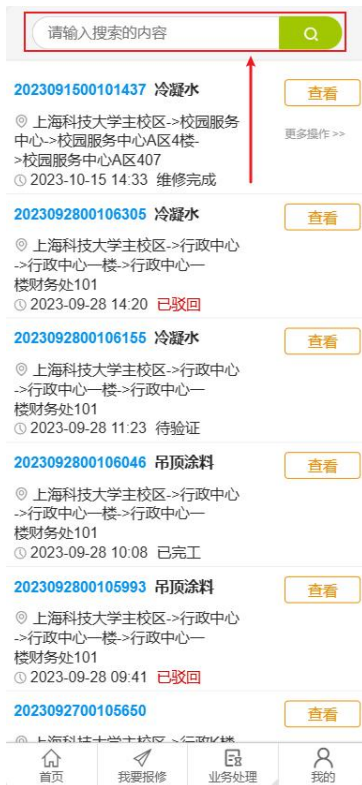 请输入搜索的内容
2023091500101437 冷凝水
查看
上海科技大学主校区->校园服务
中心->校园服务中心A区4楼-
>校园服务中心A区407
更多操作 >>
2023-10-15 14:33 维修完成
2023092800106305 冷凝水
查看
上海科技大学主校区->行政中心
->行政中心一楼->行政中心一
楼财务处101
2023-09-28 14:20 已驳回
2023092800106155 冷凝水
查看
上海科技大学主校区->行政中心
->行政中心一楼->行政中心一
楼财务处101
2023-09-28 11:23 待验证
2023092800106046 吊顶涂料
查看
上海科技大学主校区->行政中心
->行政中心一楼->行政中心一
楼财务处101
2023-09-28 10:08 已完工
2023092800105993 吊顶涂料
查看
上海科技大学主校区->行政中心
->行政中心一楼->行政中心一
楼财务处101
2023-09-28 09:41 已驳回
2023092700105650
查看
上海科技大学主校区->行政K楼
首页 我要报修 业务处理 我的